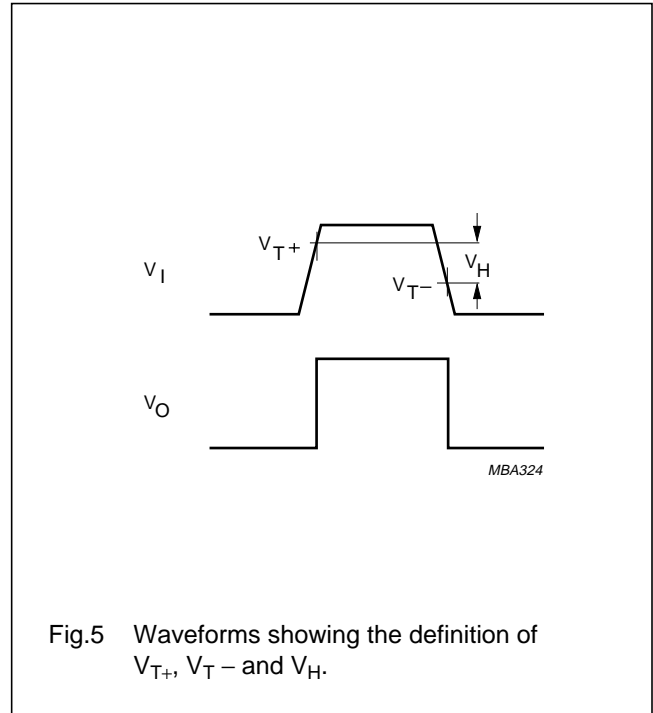 V_T+
V_I
V_H
V_T−
V_O
MBA324
Fig.5 Waveforms showing the definition of
V_T+, V_T − and V_H.